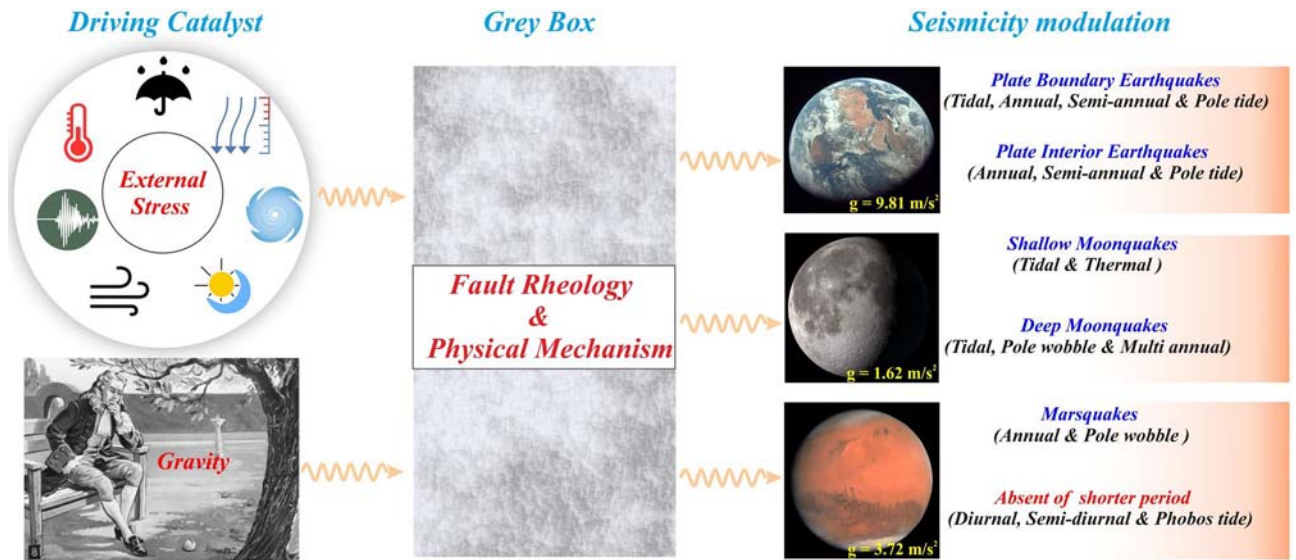 Driving Catalyst
Grey Box
Seismicity modulation
External
Stress
Gravity
8
Fault Rheology
&
Physical Mechanism
g = 9.81 m/s²
Plate Boundary Earthquakes
(Tidal, Annual, Semi-annual & Pole tide)
Plate Interior Earthquakes
(Annual, Semi-annual & Pole tide)
g = 1.62 m/s²
Shallow Moonquakes
(Tidal & Thermal )
Deep Moonquakes
(Tidal, Pole wobble & Multi annual)
g = 3.72 m/s²
Marsquakes
(Annual & Pole wobble )
Absent of shorter period
(Diurnal, Semi-diurnal & Phobos tide)